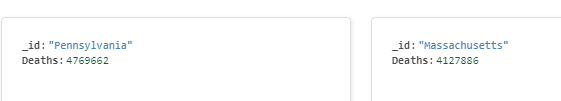 _id: "Pennsylvania"
Deaths: 4769662
_id: "Massachusetts"
Deaths: 4127886